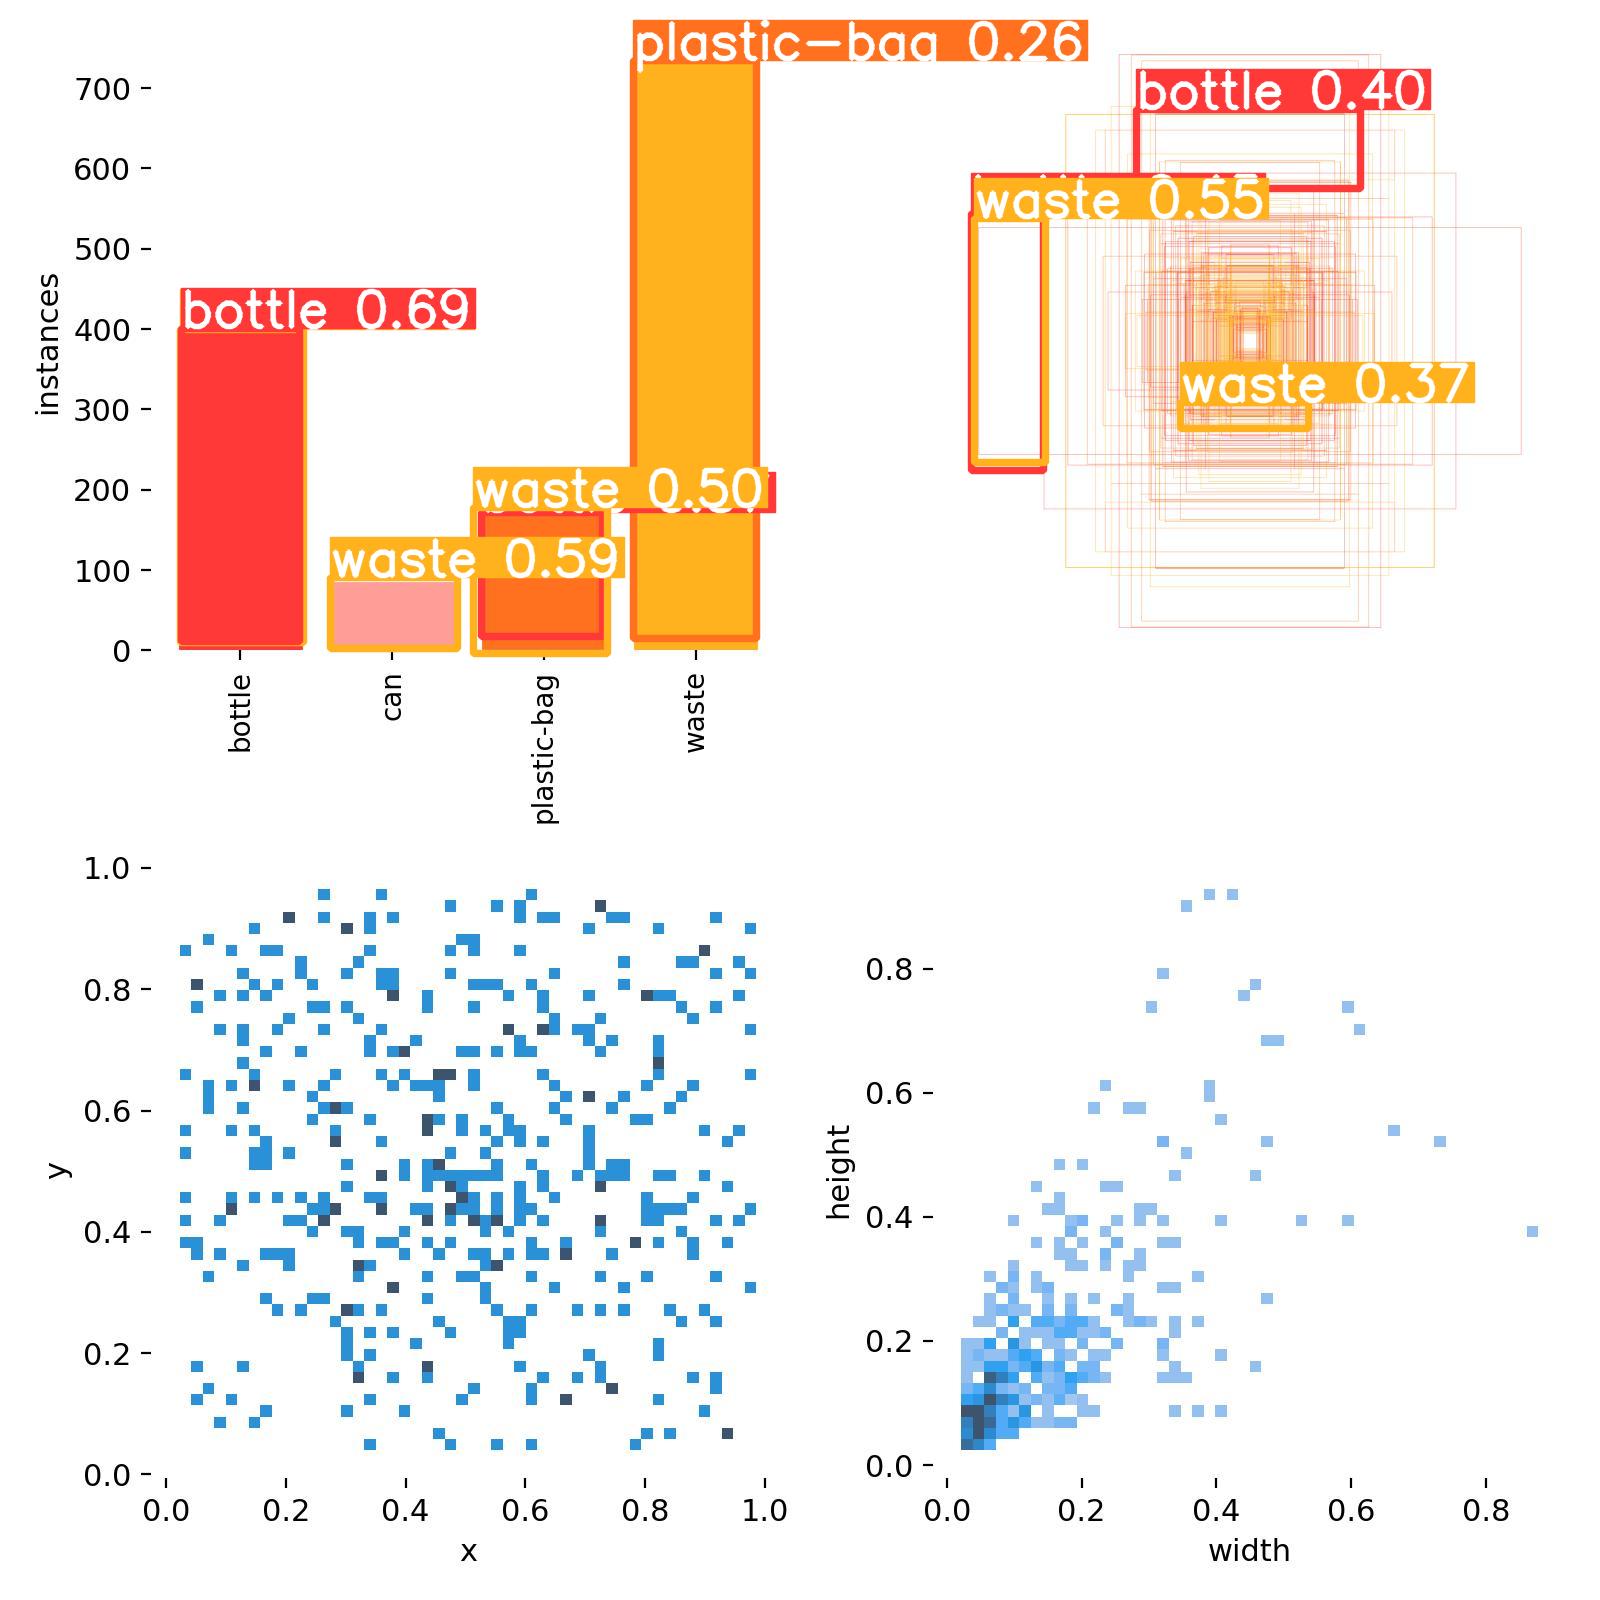 plastic-bag 0.26
700
bottle 0.40
600
waste 0.55
500
bottle 0.69
400
instances
waste 0.37
300
200
waste 0.50
100
waste 0.59
0
bottle
can
plastic-bag
waste
1.0
0.8
0.6
y
0.4
0.2
0.0
0.0 0.2 0.4 0.6 0.8 1.0
x
0.8
0.6
height
0.4
0.2
0.0
0.0 0.2 0.4 0.6 0.8
width